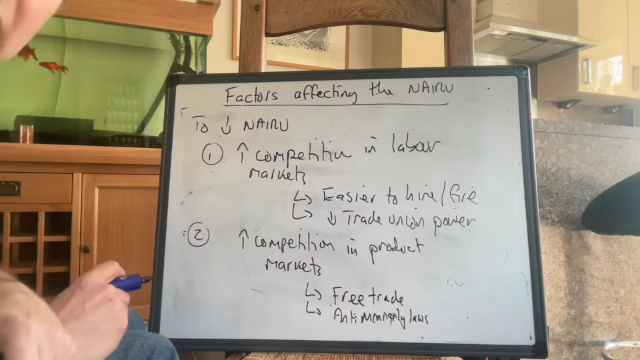 Factors affecting the NAIRU
To ↓ NAIRU
① ↑ competition in labour
markets
↳ Easier to hire/fire
↳ ↓ Trade union power
② ↑ competition in product
markets
↳ Free trade
↳ Anti monopoly laws